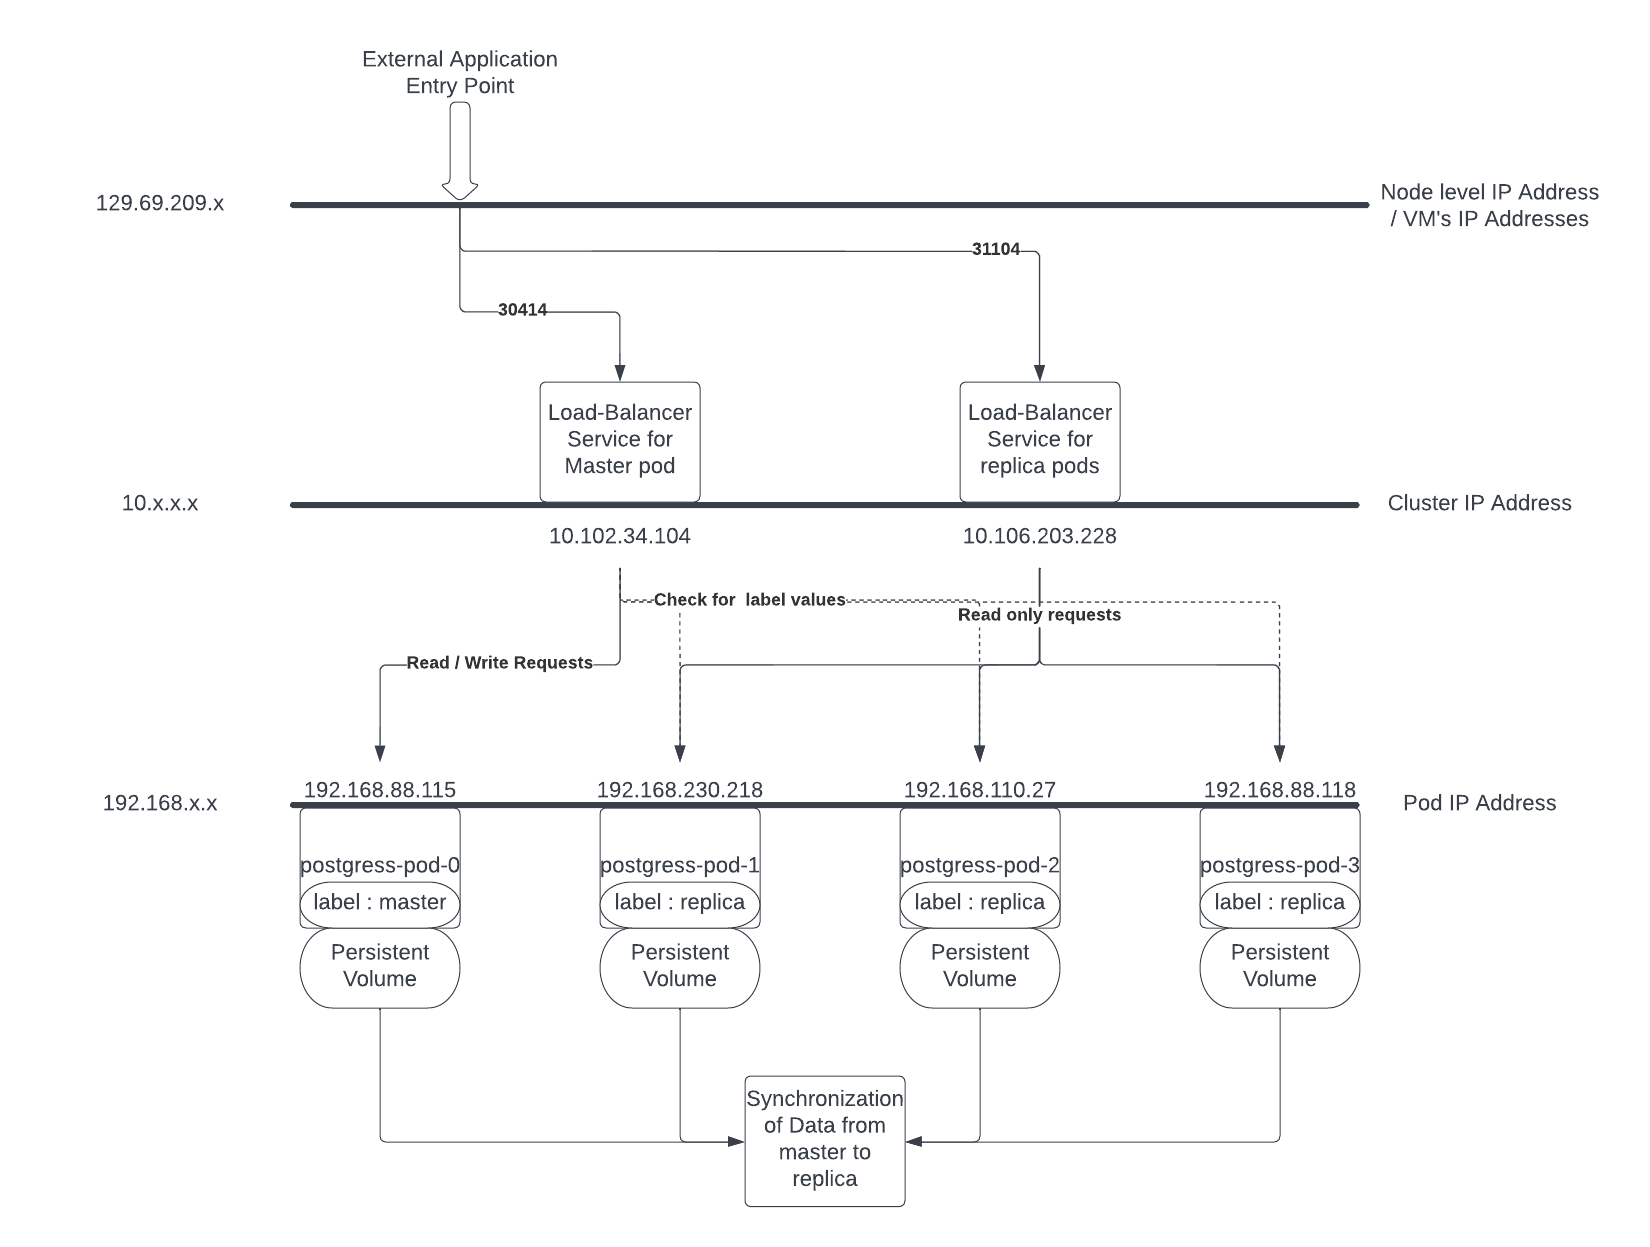 External Application
Entry Point
129.69.209.x
Node level IP Address
/ VM's IP Addresses
31104
30414
Load-Balancer
Service for
Master pod
Load-Balancer
Service for
replica pods
10.x.x.x
Cluster IP Address
10.102.34.104
10.106.203.228
Check for  label values
Read only requests
Read / Write Requests
192.168.88.115
192.168.230.218
192.168.110.27
192.168.88.118
192.168.x.x
Pod IP Address
postgress-pod-0
postgress-pod-1
postgress-pod-2
postgress-pod-3
label : master
label : replica
label : replica
label : replica
Persistent
Volume
Persistent
Volume
Persistent
Volume
Persistent
Volume
Synchronization
of Data from
master to
replica